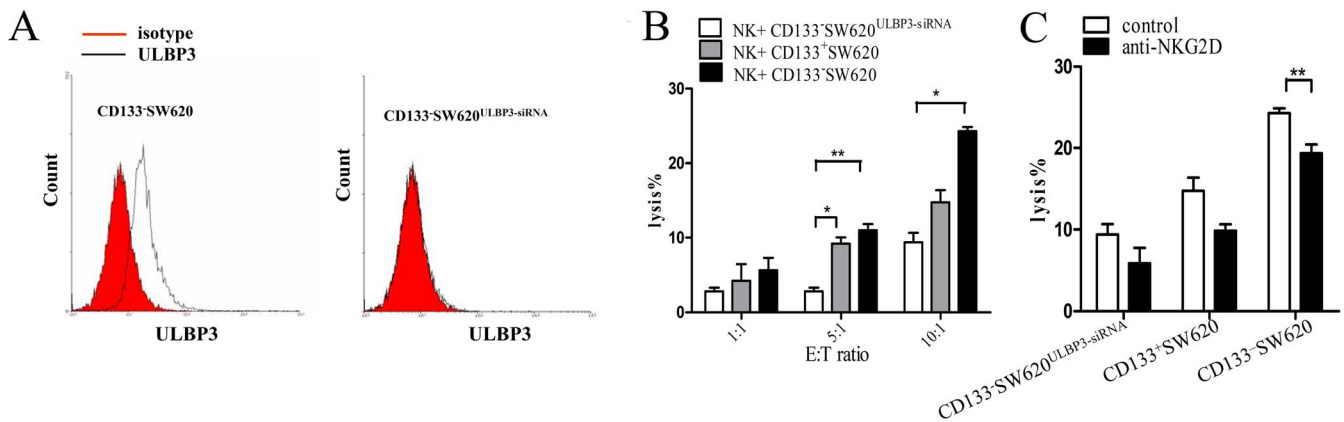 A
isotype
ULBP3
CD133-SW620
Count
ULBP3
CD133-SW620ULBP3-siRNA
Count
ULBP3
B
NK+ CD133-SW620ULBP3-siRNA
NK+ CD133+SW620
NK+ CD133-SW620
lysis%
30
20
10
0
*
**
*
1:1
5:1
10:1
E:T ratio
C
control
anti-NKG2D
lysis%
30
20
10
0
**
CD133-SW620ULBP3-siRNA
CD133+SW620
CD133-SW620